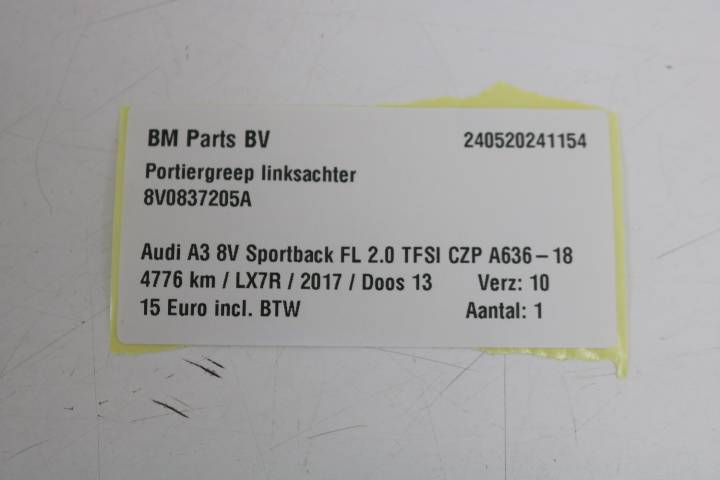 BM Parts BV 240520241154
Portiergreep linksachter
8V0837205A
Audi A3 8V Sportback FL 2.0 TFSI CZP A636-18
4776 km / LX7R / 2017 / Doos 13 Verz: 10
15 Euro incl. BTW Aantal: 1